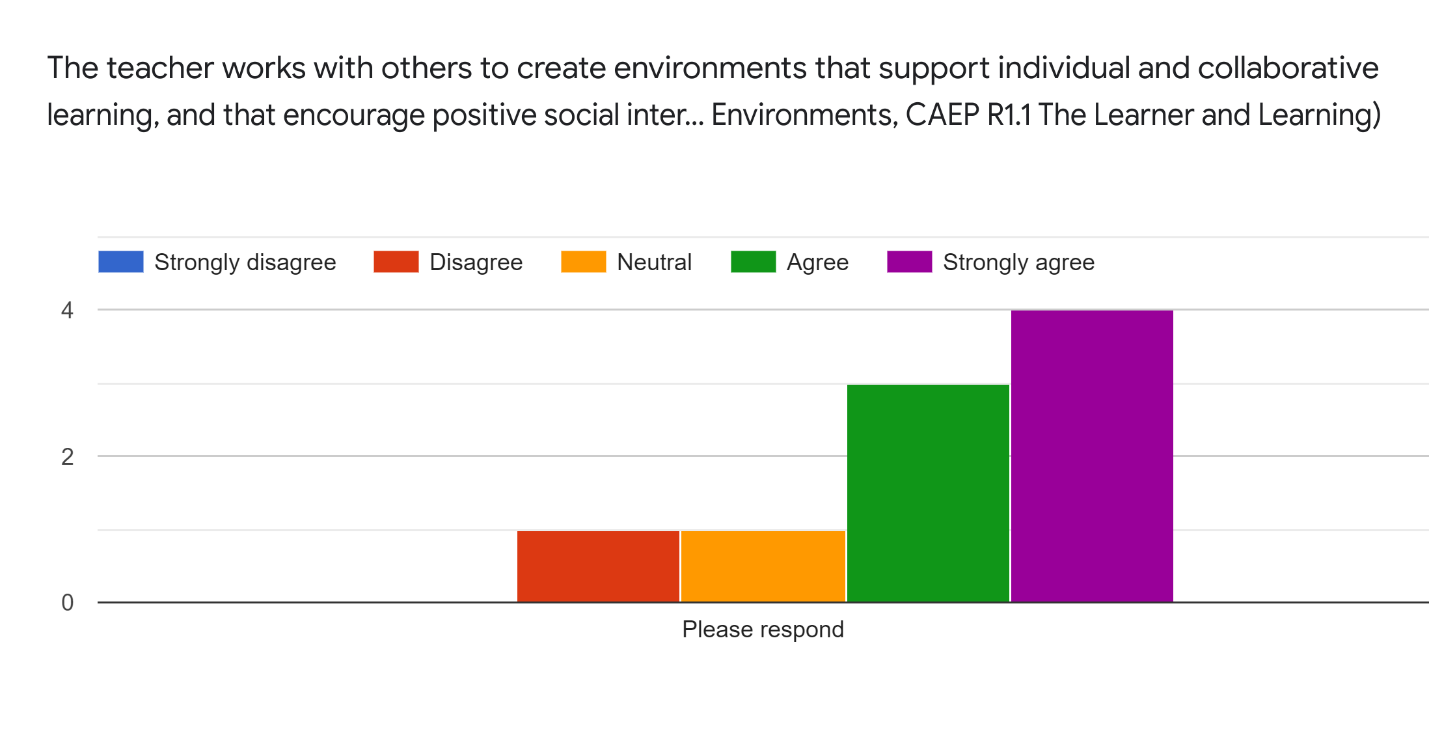 The teacher works with others to create environments that support individual and collaborative
learning, and that encourage positive social inter... Environments, CAEP R1.1 The Learner and Learning)
Strongly disagree Disagree Neutral Agree Strongly agree
4
2
0
Please respond